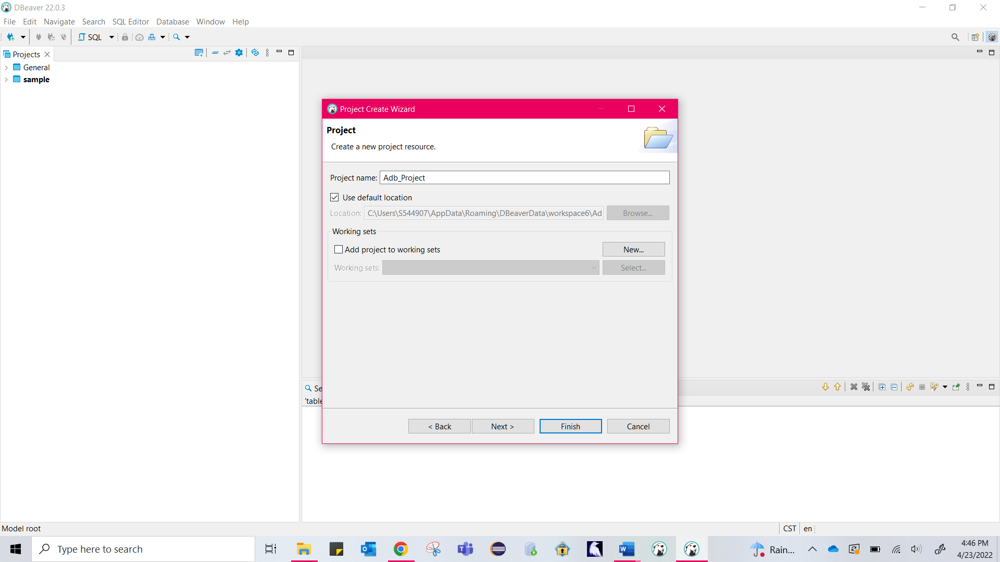 DBeaver 22.0.3
File Edit Navigate Search SQL Editor Database Window Help
SQL
Projects
General
sample
Project Create Wizard
Project
Create a new project resource.
Project name: Adb_Project
Use default location
Location: C:\Users\S544907\AppData\Roaming\DBeaverData\workspace6\Ad Browse...
Working sets
Add project to working sets New...
Working sets: Select...
Se
'table
< Back Next > Finish Cancel
Model root CST en
Type here to search Rain... 4:46 PM
4/23/2022